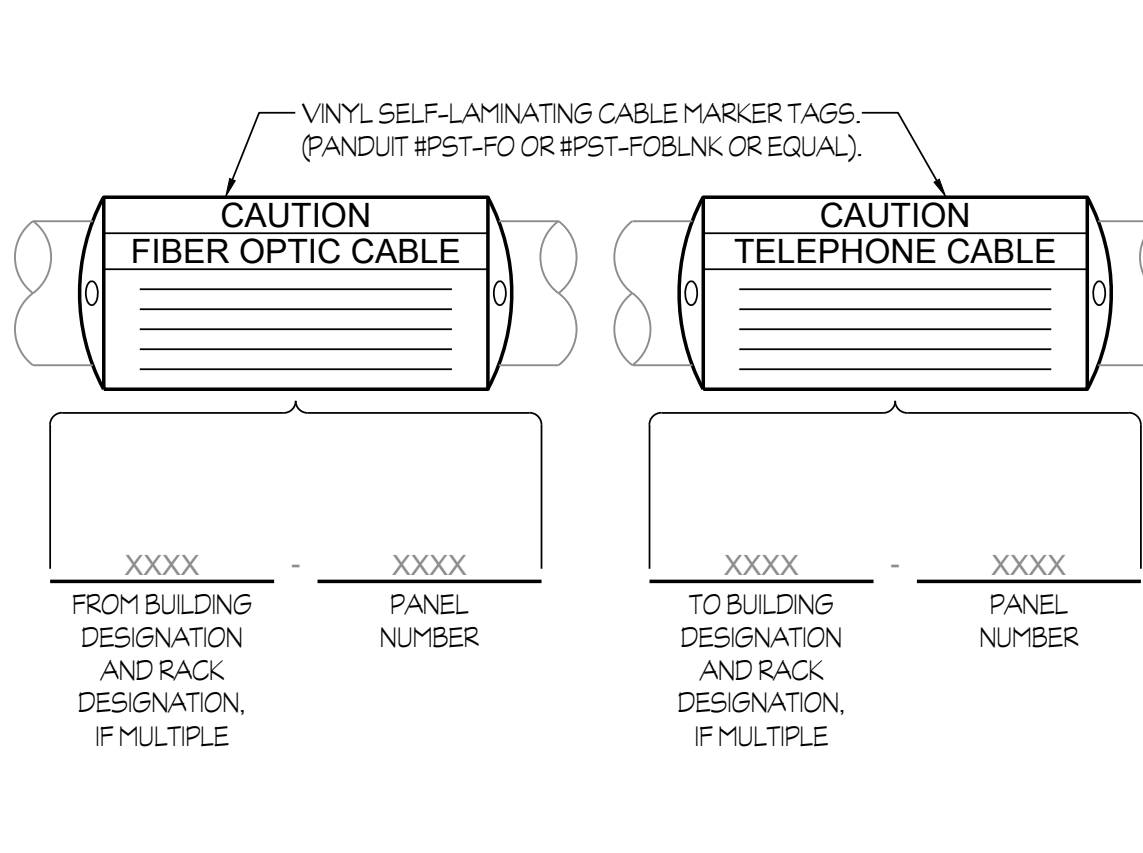 VINYL SELF-LAMINATING CABLE MARKER TAGS.
(PANDUIT #PST-FO OR #PST-FOBLNK OR EQUAL).
CAUTION
FIBER OPTIC CABLE
CAUTION
TELEPHONE CABLE
XXXX - XXXX
FROM BUILDING
DESIGNATION
AND RACK
DESIGNATION,
IF MULTIPLE
PANEL
NUMBER
XXXX - XXXX
TO BUILDING
DESIGNATION
AND RACK
DESIGNATION,
IF MULTIPLE
PANEL
NUMBER